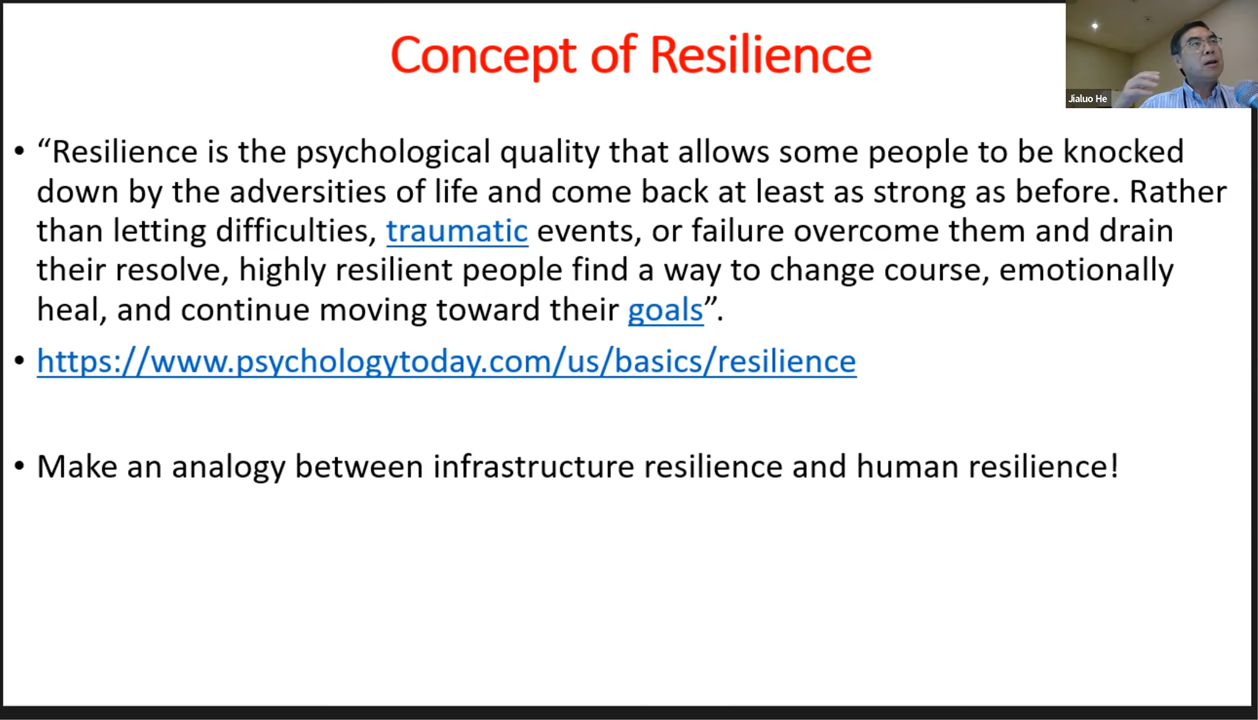 Concept of Resilience
Jialuo He
• “Resilience is the psychological quality that allows some people to be knocked
down by the adversities of life and come back at least as strong as before. Rather
than letting difficulties, traumatic events, or failure overcome them and drain
their resolve, highly resilient people find a way to change course, emotionally
heal, and continue moving toward their goals”.
• https://www.psychologytoday.com/us/basics/resilience
• Make an analogy between infrastructure resilience and human resilience!